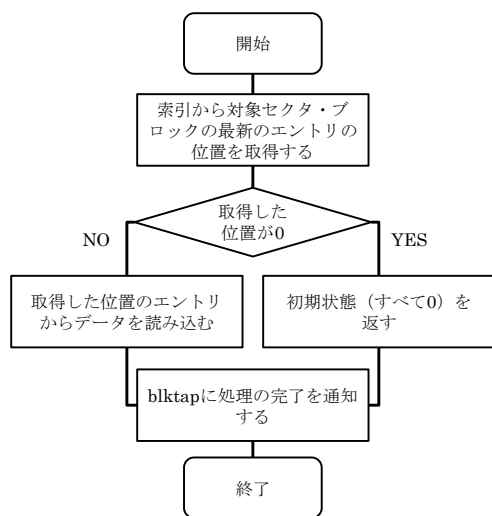 開始
索引から対象セクタ・ブ
ロックの最新のエントリの
位置を取得する
取得した
位置が0
NO
YES
取得した位置のエントリ
からデータを読み込む
初期状態（すべて0）を
返す
blktapに処理の完了を通知
する
終了